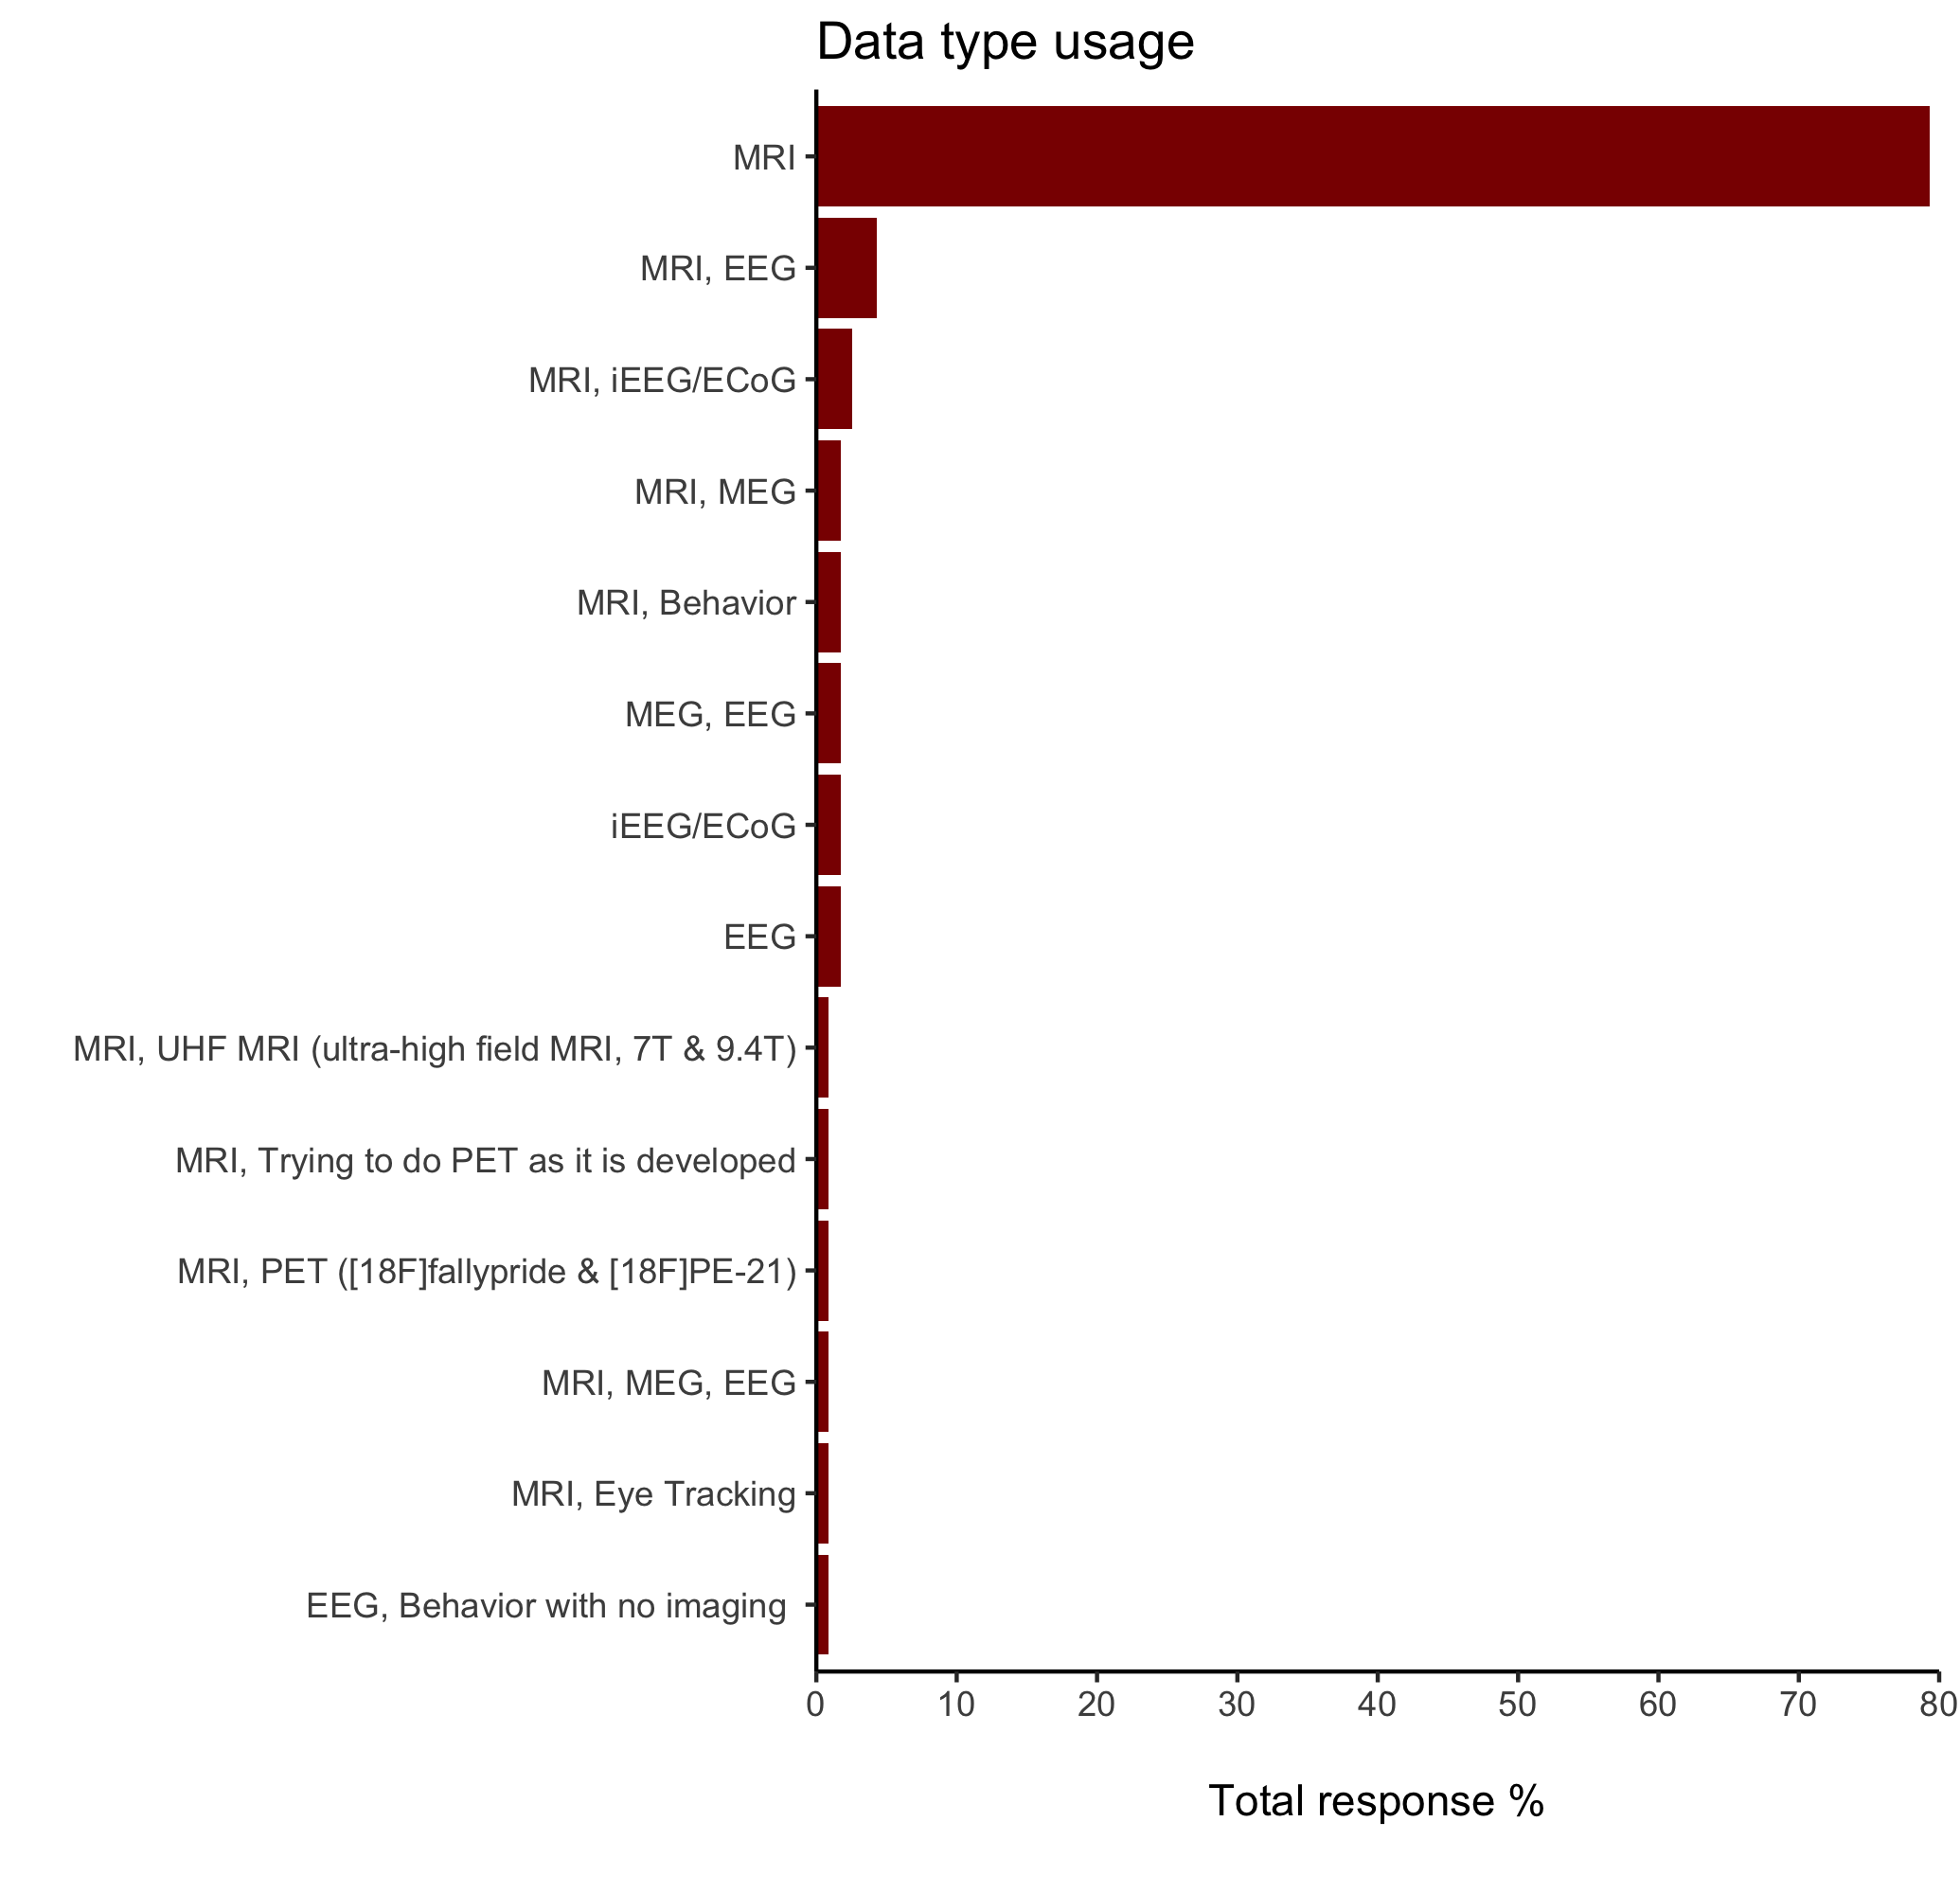 Data type usage
MRI
MRI, EEG
MRI, iEEG/ECoG
MRI, MEG
MRI, Behavior
MEG, EEG
iEEG/ECoG
EEG
MRI, UHF MRI (ultra-high field MRI, 7T & 9.4T)
MRI, Trying to do PET as it is developed
MRI, PET ([18F]fallypride & [18F]PE-21)
MRI, MEG, EEG
MRI, Eye Tracking
EEG, Behavior with no imaging
0 10 20 30 40 50 60 70 80
Total response %